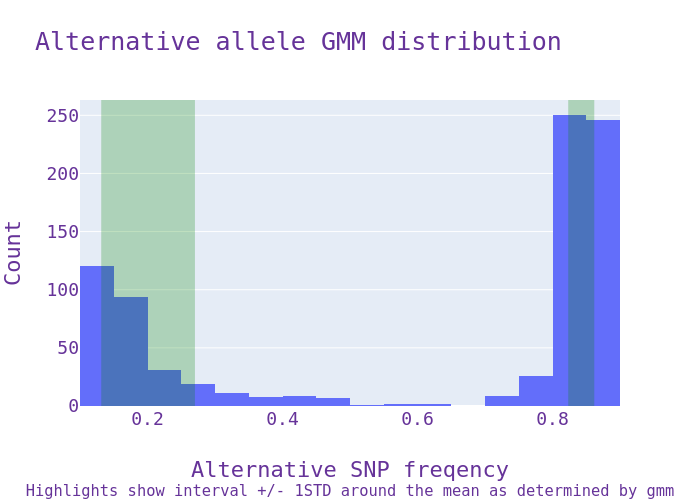 Alternative allele GMM distribution
250
200
150
100
50
0
Count
0.2 0.4 0.6 0.8
Alternative SNP freqency
Highlights show interval +/- 1STD around the mean as determined by gmm